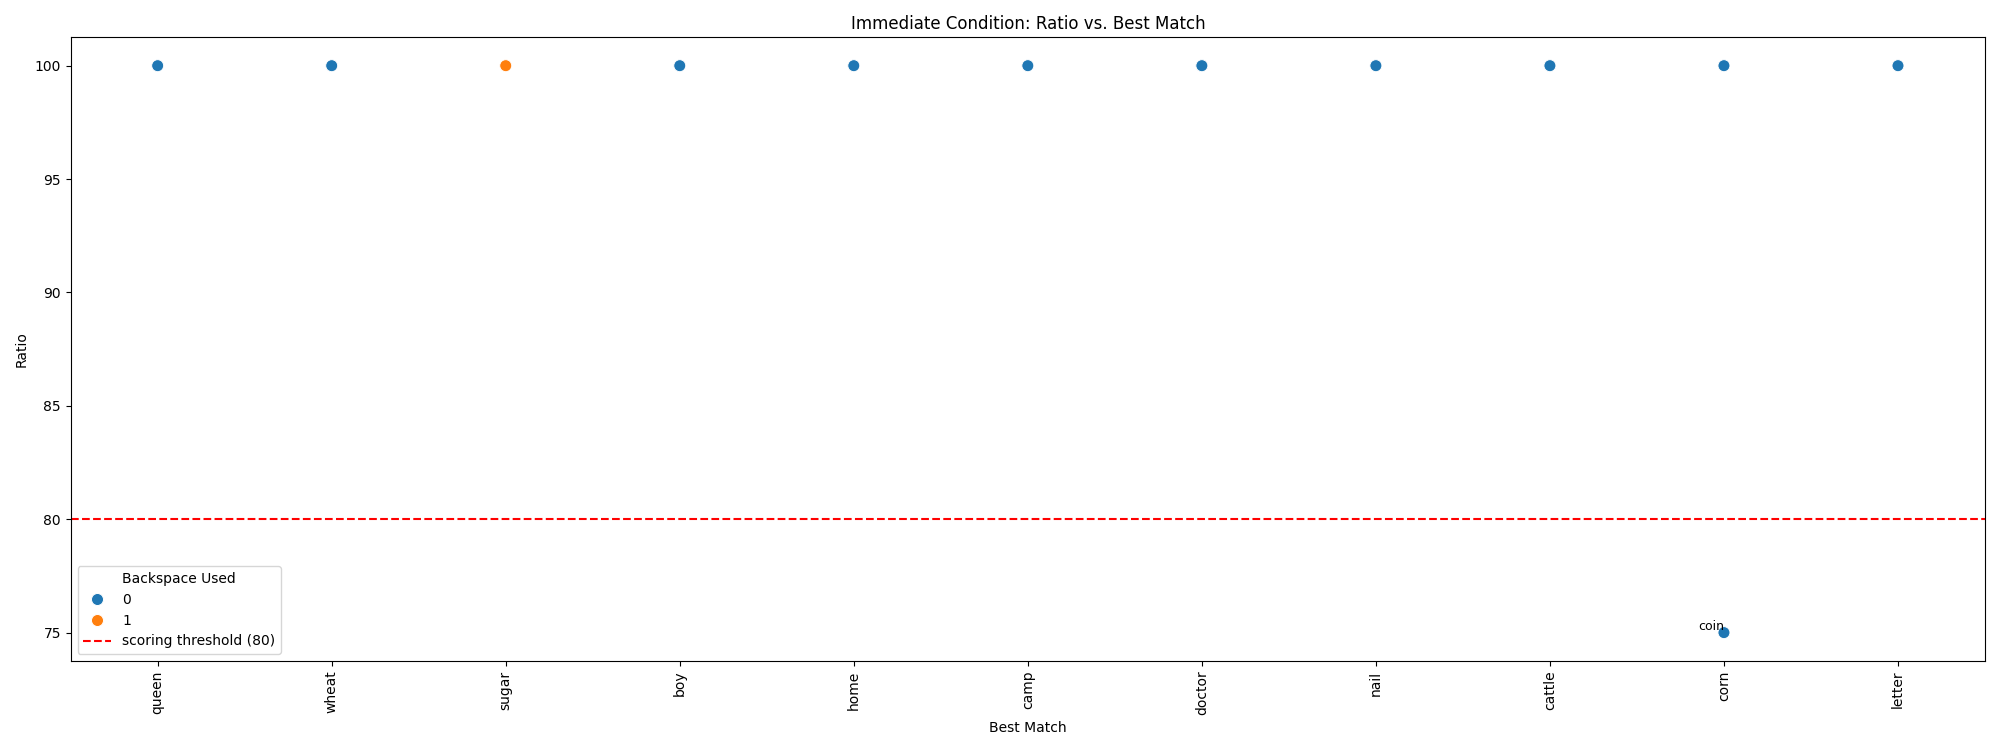 Immediate Condition: Ratio vs. Best Match
100
95
90
85
80
75
Ratio
coin
Backspace Used
0
1
scoring threshold (80)
queen
wheat
sugar
boy
home
camp
doctor
nail
cattle
corn
letter
Best Match